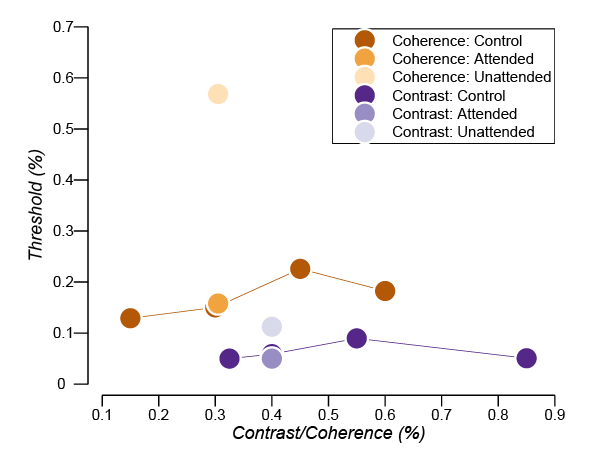 0.7
0.6
0.5
0.4
0.3
0.2
0.1
0
Threshold (%)
Coherence: Control
Coherence: Attended
Coherence: Unattended
Contrast: Control
Contrast: Attended
Contrast: Unattended
0.1 0.2 0.3 0.4 0.5 0.6 0.7 0.8 0.9
Contrast/Coherence (%)